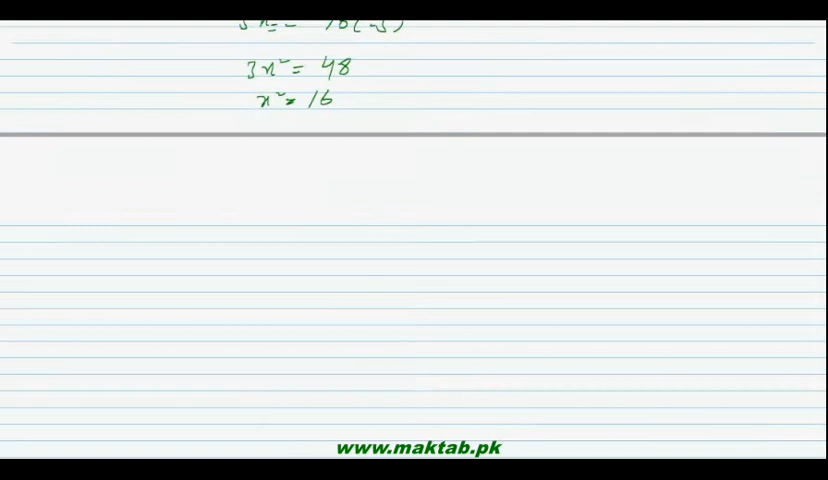 3x² = 48
x² = 16
www.maktab.pk